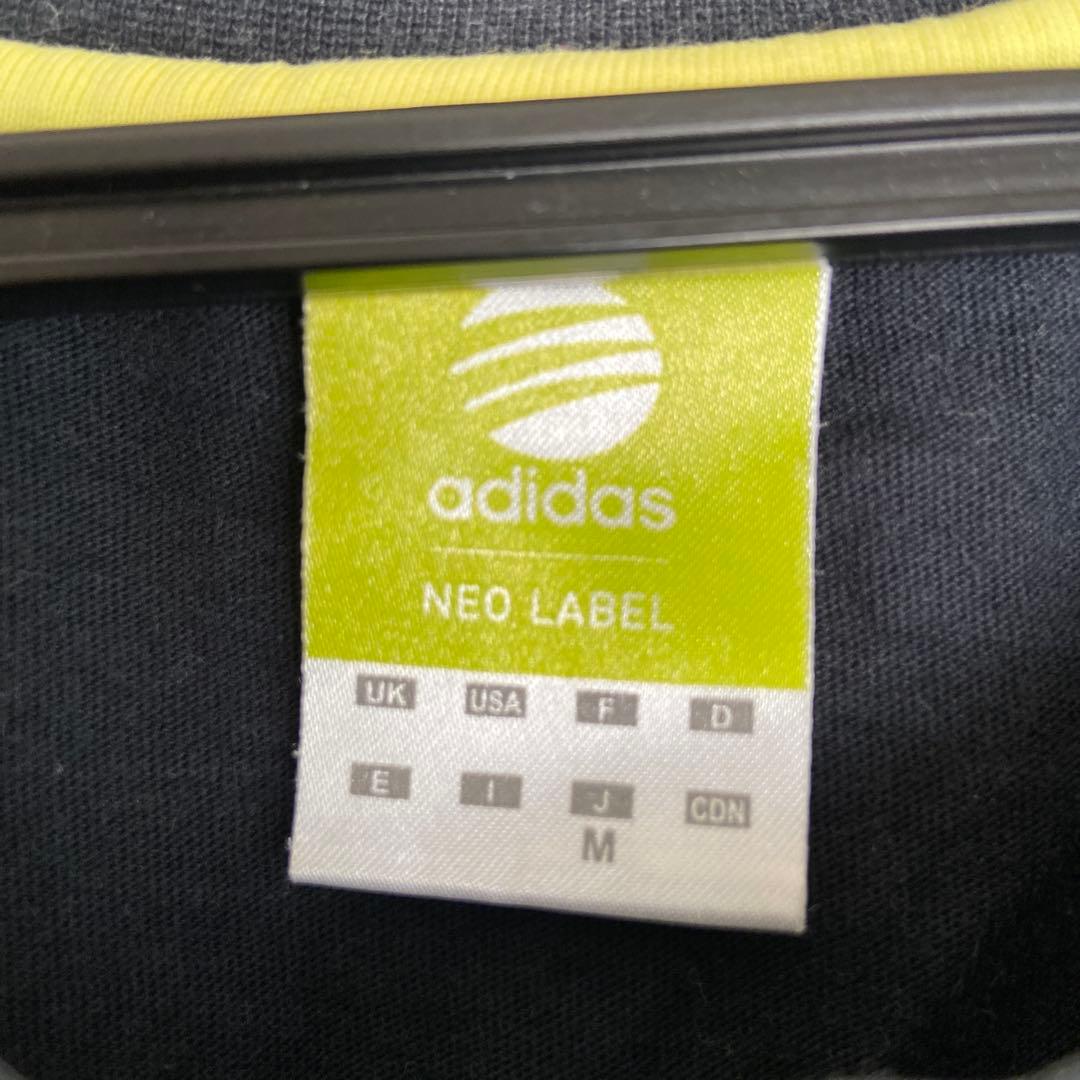 adidas
NEO LABEL
UK USA F D
E I J CDN
M